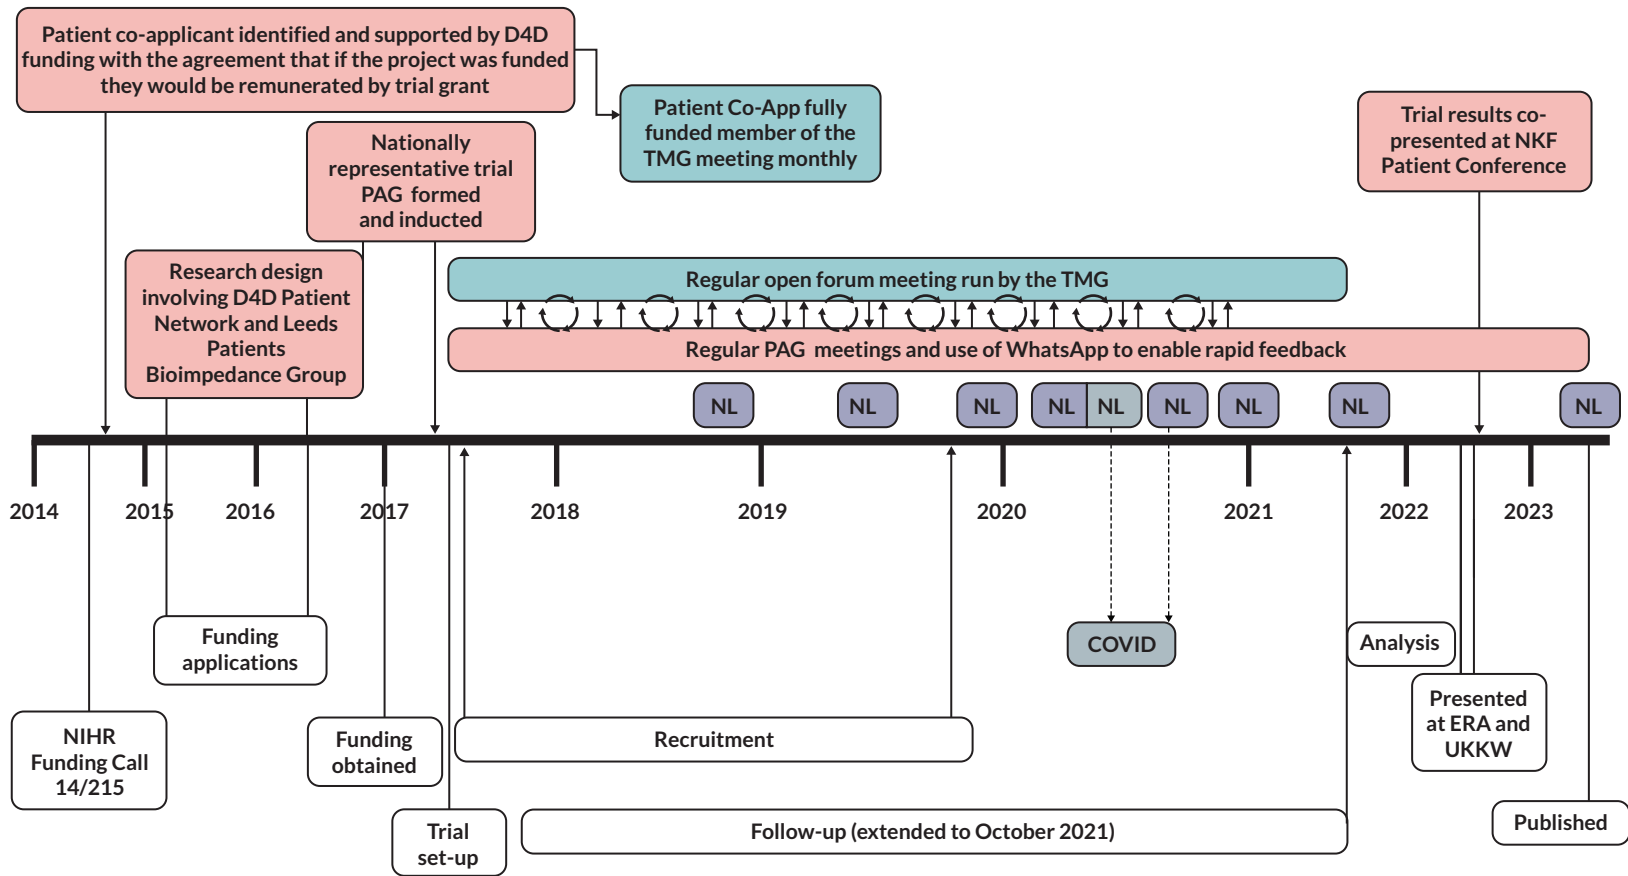 Patient co-applicant identified and supported by D4D
funding with the agreement that if the project was funded
they would be remunerated by trial grant
Patient Co-App fully
funded member of the
TMG meeting monthly
Trial results co-
presented at NKF
Patient Conference
Nationally
representative trial
PAG formed
and inducted
Research design
involving D4D Patient
Network and Leeds
Patients
Bioimpedance Group
Regular open forum meeting run by the TMG
Regular PAG meetings and use of WhatsApp to enable rapid feedback
NL
NL
NL
NL
NL
NL
NL
NL
NL
2014
2015
2016
2017
2018
2019
2020
2021
2022
2023
Funding
applications
COVID
Analysis
NIHR
Funding Call
14/215
Funding
obtained
Recruitment
Presented
at ERA and
UKKW
Trial
set-up
Follow-up (extended to October 2021)
Published